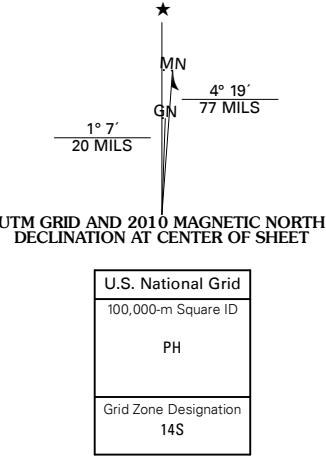 ★
MN
4° 19´
77 MILS
GN
1° 7´
20 MILS
UTM GRID AND 2010 MAGNETIC NORTH
DECLINATION AT CENTER OF SHEET
U.S. National Grid
100,000-m Square ID
PH
Grid Zone Designation
14S